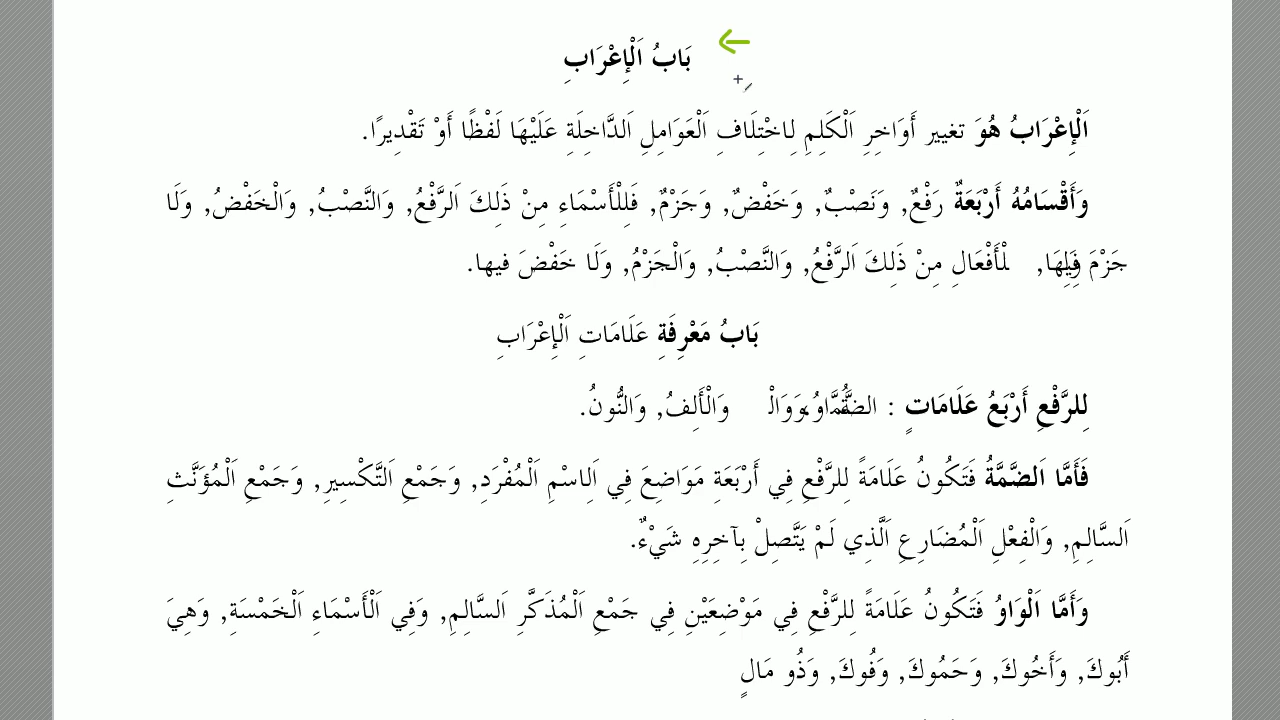 بَابُ اَلْإِعْرَابِ
اَلْإِعْرَابُ هُوَ تغيير أَوَاخِرِ اَلْكَلِمِ لِاخْتِلَافِ اَلْعَوَامِلِ اَلدَّاخِلَةِ عَلَيْهَا لَفْظًا أَوْ تَقْدِيرًا.
وَأَقْسَامُهُ أَرْبَعَةٌ رَفْعٌ, وَنَصْبٌ, وَخَفْضٌ, وَجَزْمٌ, فَلِلْأَسْمَاءِ مِنْ ذَلِكَ اَلرَّفْعُ, وَالنَّصْبُ, وَالْخَفْضُ, وَلَا
جَزْمَ لْأَفْعَالِ مِنْ ذَلِكَ اَلرَّفْعُ, وَالنَّصْبُ, وَالْجَزْمُ, وَلَا خَفْضَ فيها.
بَابُ مَعْرِفَةِ عَلَامَاتِ اَلْإِعْرَابِ
لِلرَّفْعِ أَرْبَعُ عَلَامَاتٍ : وَالْأَلِفُ, وَالنُّونُ.
فَأَمَّا اَلضَّمَّةُ فَتَكُونُ عَلَامَةً لِلرَّفْعِ فِي أَرْبَعَةِ مَوَاضِعَ فِي اَلِاسْمِ اَلْمُفْرَدِ, وَجَمْعِ اَلتَّكْسِيرِ, وَجَمْعِ اَلْمُؤَنَّثِ
اَلسَّالِمِ, وَالْفِعْلِ اَلْمُضَارِعِ اَلَّذِي لَمْ يَتَّصِلْ بِآخِرِهِ شَيْءٌ.
وَأَمَّا اَلْوَاوُ فَتَكُونُ عَلَامَةً لِلرَّفْعِ فِي مَوْضِعَيْنِ فِي جَمْعِ اَلْمُذَكَّرِ اَلسَّالِمِ, وَفِي اَلْأَسْمَاءِ اَلْخَمْسَةِ, وَهِيَ
أَبُوكَ, وَأَخُوكَ, وَحَمُوكَ, وَفُوكَ, وَذُو مَالٍ